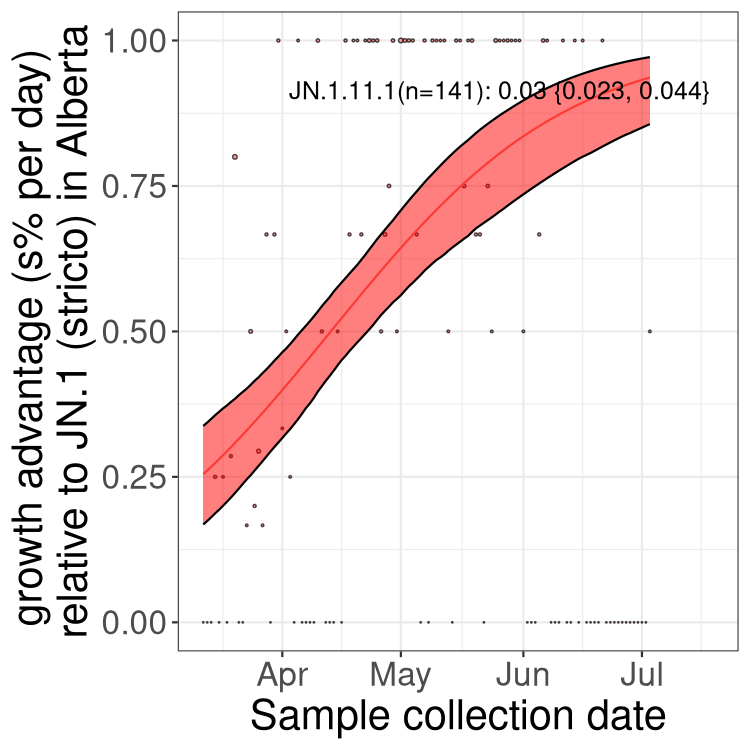 growth advantage (s% per day)
relative to JN.1 (stricto) in Alberta
1.00
0.75
0.50
0.25
0.00
JN.1.11.1(n=141): 0.03 {0.023, 0.044}
Apr May Jun Jul
Sample collection date